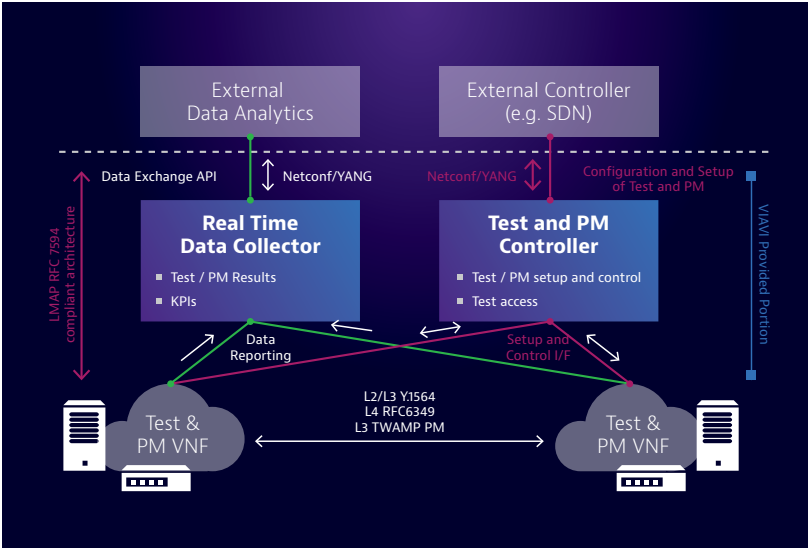 External
Data Analytics
External Controller
(e.g. SDN)
Data Exchange API
Netconf/YANG
Netconf/YANG
Configuration and Setup
of Test and PM
LMAP RFC 7594
compliant architecture
Real Time
Data Collector
Test / PM Results
KPIs
Test and PM
Controller
Test / PM setup and control
Test access
VIAVI Provided Portion
Data
Reporting
Setup and
Control I/F
Test &
PM VNF
L2/L3 Y.1564
L4 RFC6349
L3 TWAMP PM
Test &
PM VNF